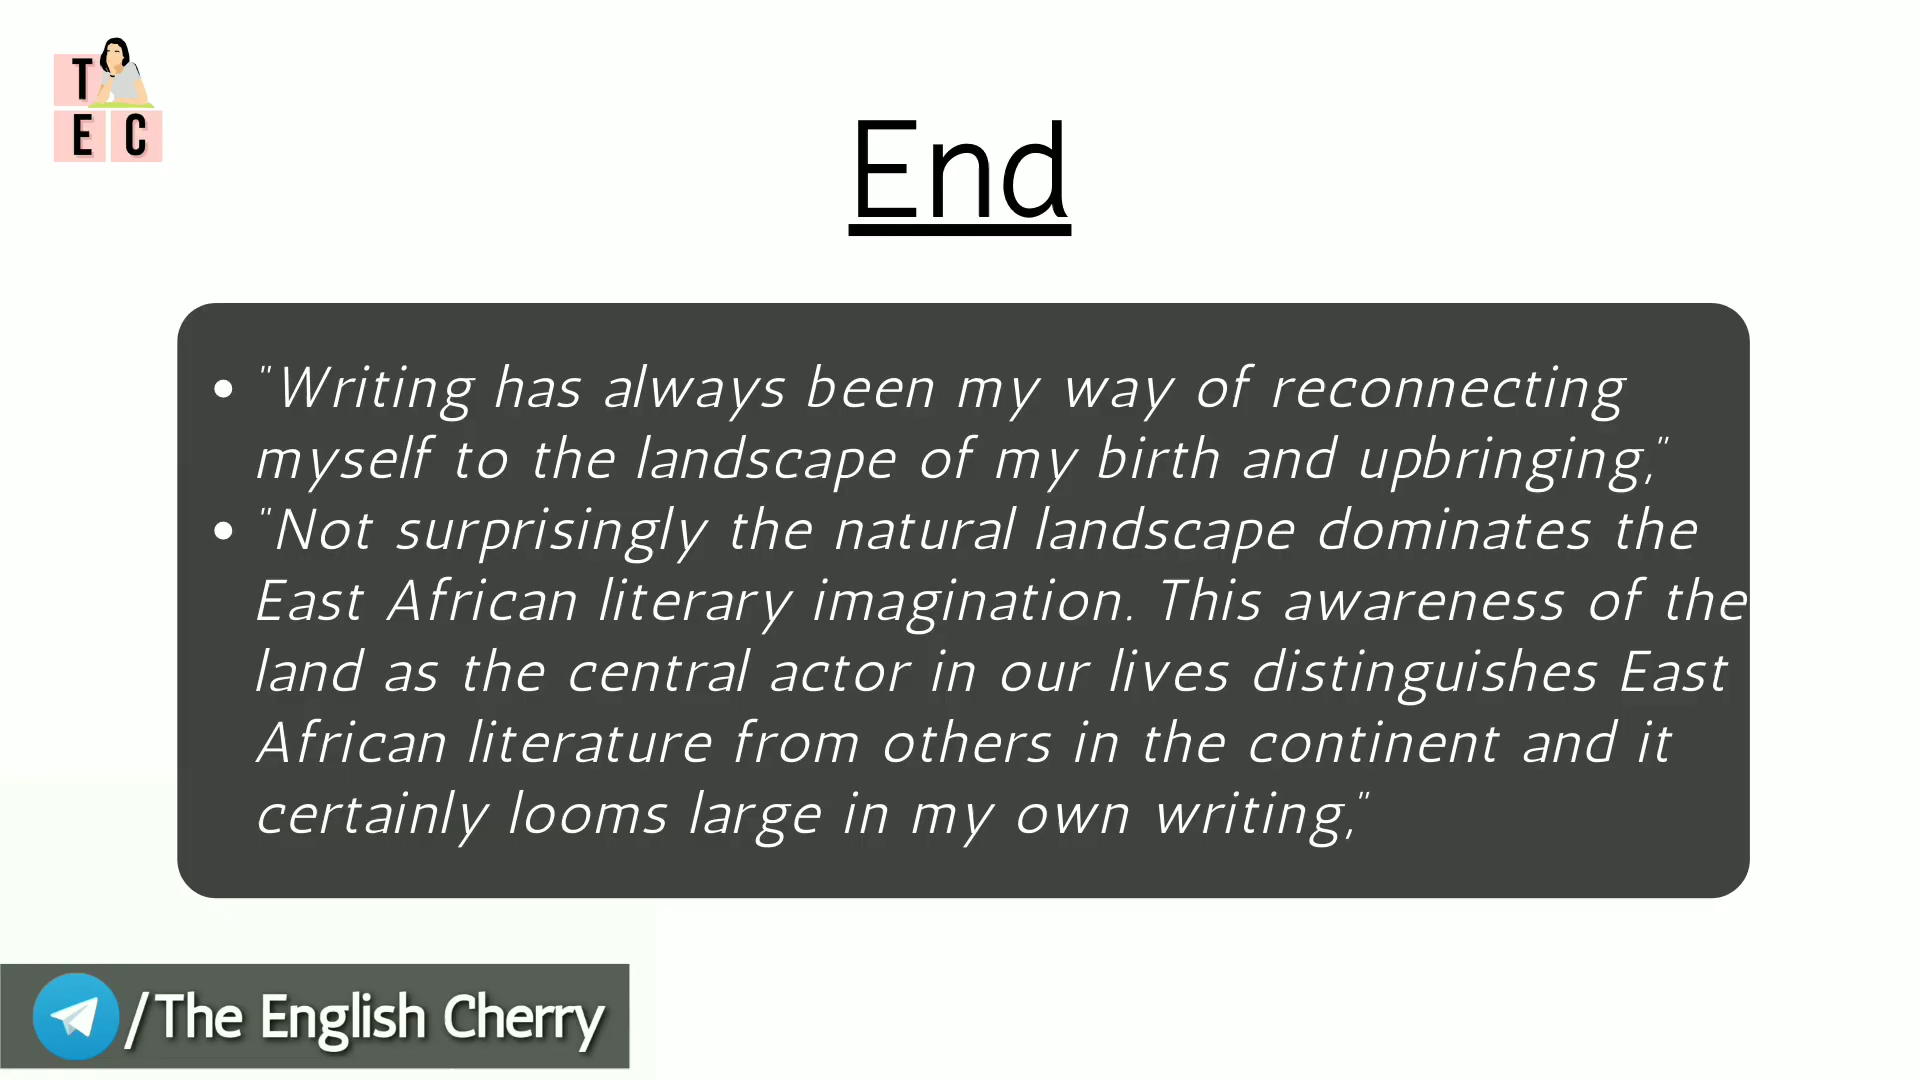 T
E C
End
• "Writing has always been my way of reconnecting
myself to the landscape of my birth and upbringing,"
• "Not surprisingly the natural landscape dominates the
East African literary imagination. This awareness of the
land as the central actor in our lives distinguishes East
African literature from others in the continent and it
certainly looms large in my own writing,"
/The English Cherry